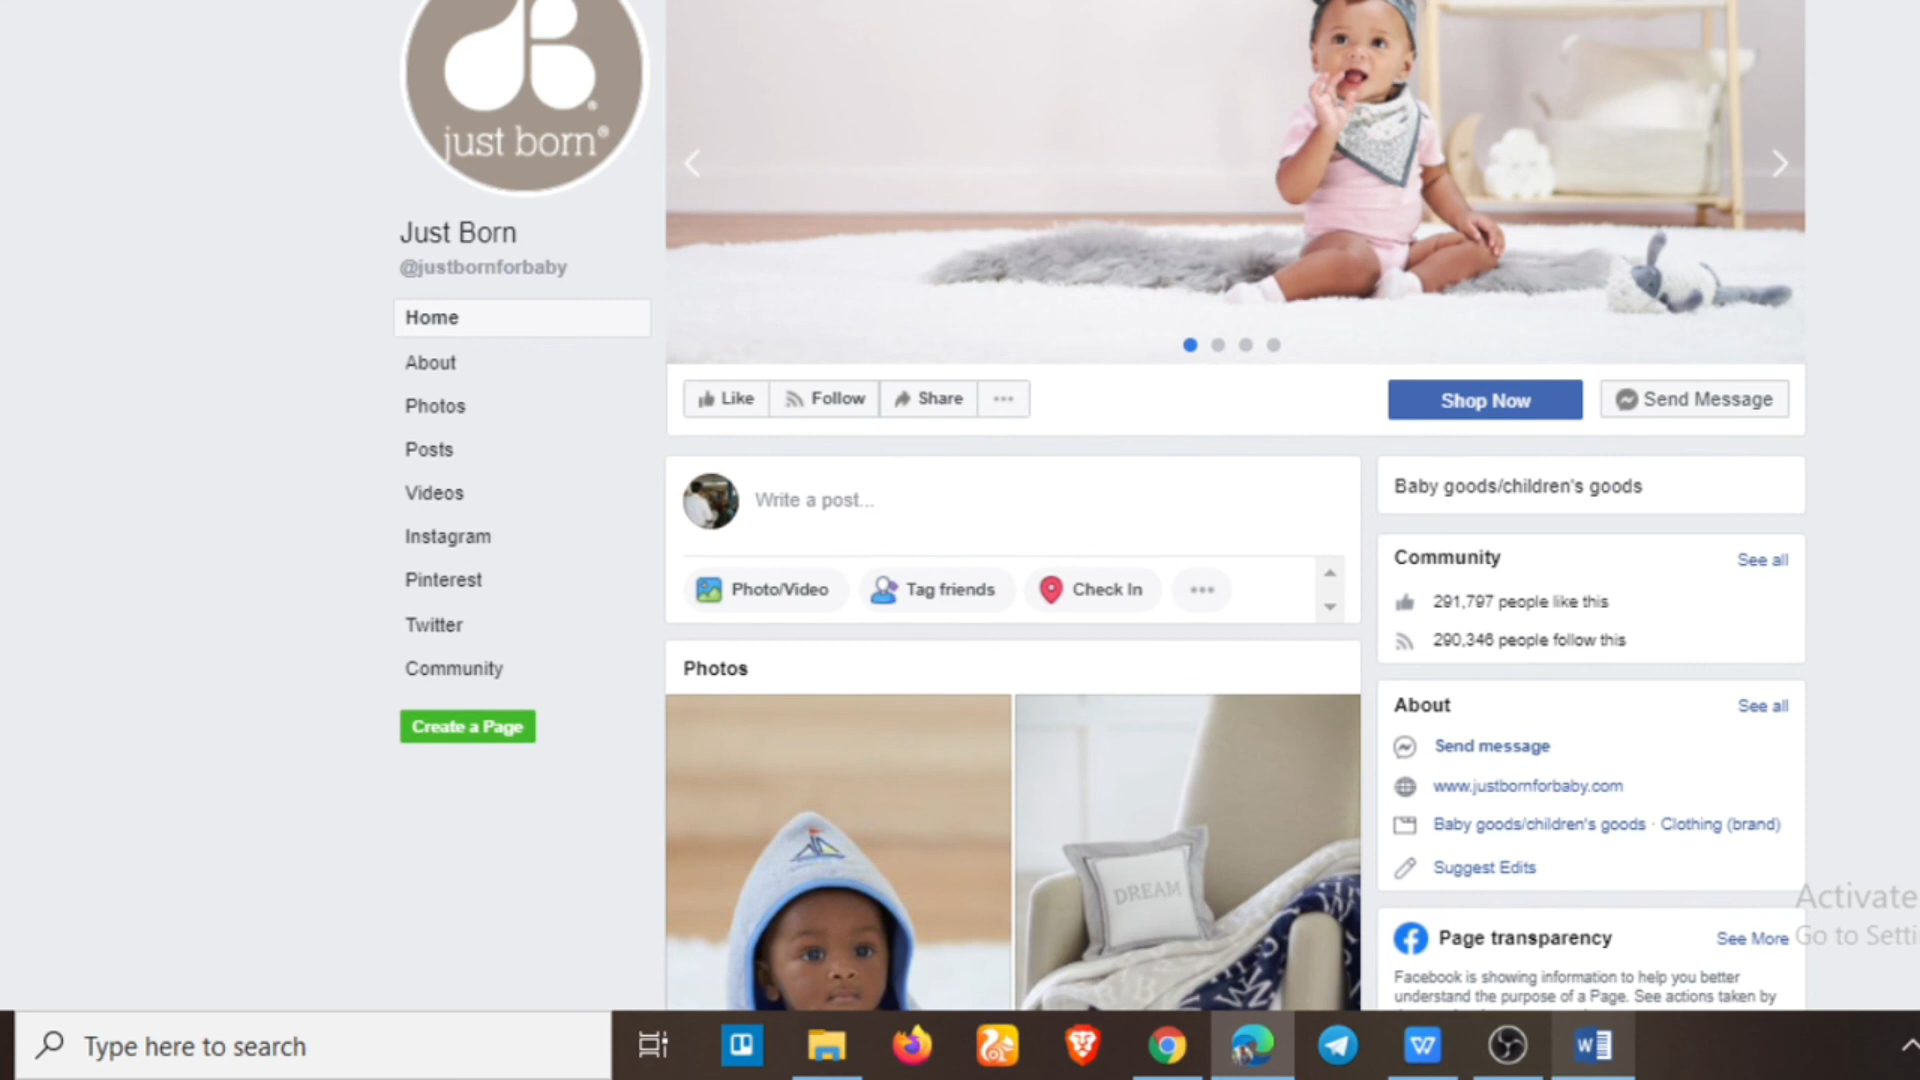 just born®
Just Born
@justbornforbaby
Home
About
Photos
Posts
Videos
Instagram
Pinterest
Twitter
Community
Create a Page
Like
Follow
Share
Shop Now
Send Message
Write a post...
Photo/Video
Tag friends
Check In
Photos
DREAM
Baby goods/children's goods
Community
See all
291,797 people like this
290,346 people follow this
About
See all
Send message
www.justbornforbaby.com
Baby goods/children's goods · Clothing (brand)
Suggest Edits
Page transparency
See More
Facebook is showing information to help you better
understand the purpose of a Page. See actions taken by
Activate
Go to Setti
Type here to search